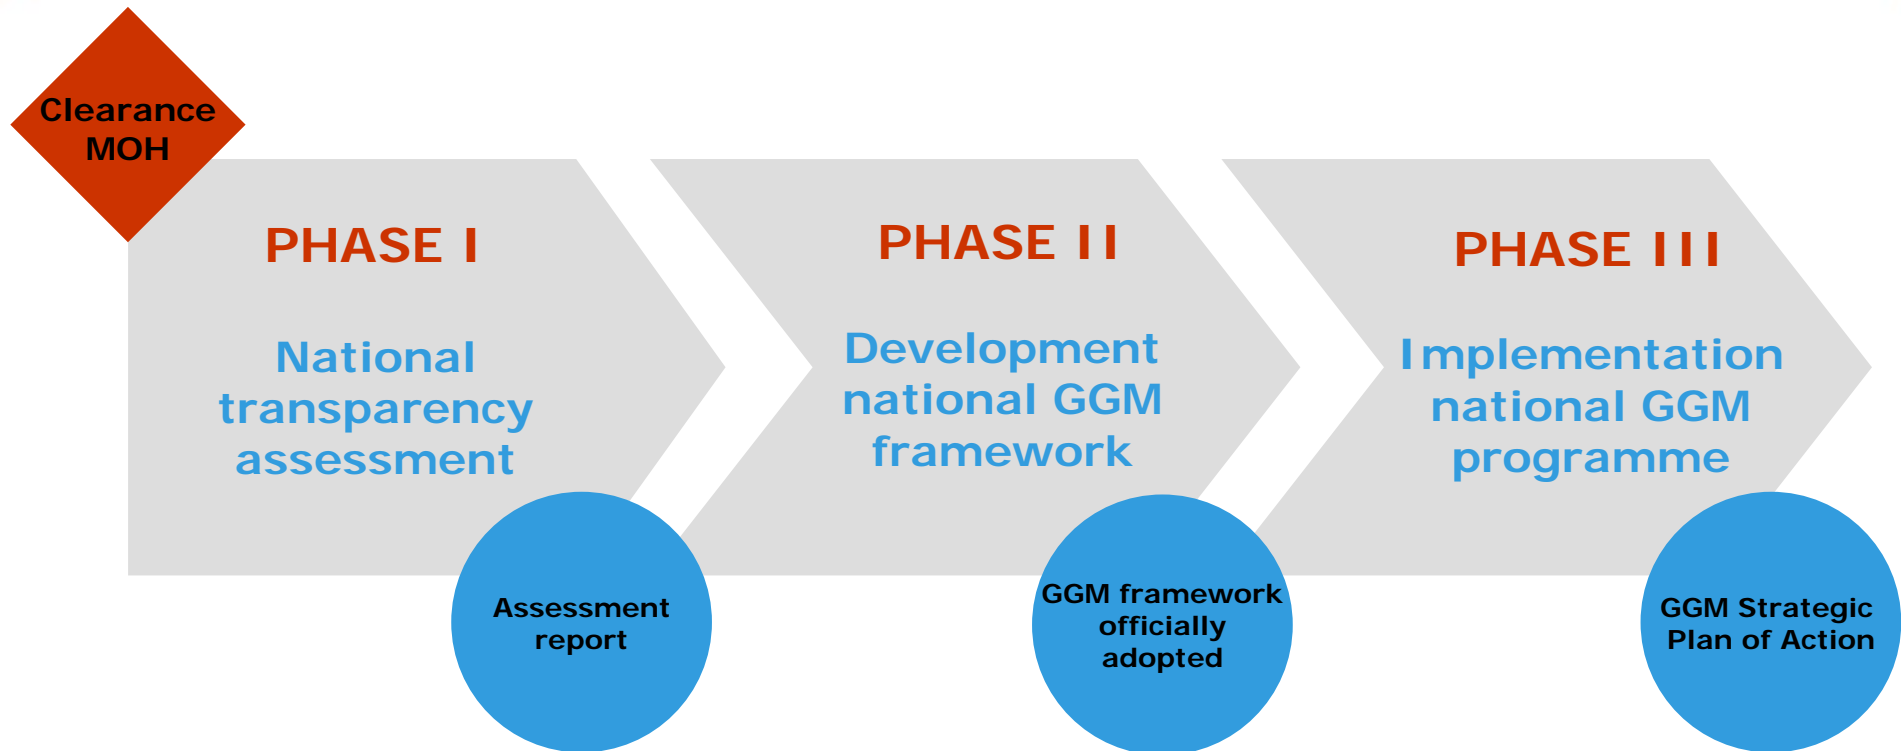 Clearance
MOH
PHASE I
National
transparency
assessment
Assessment
report
PHASE II
Development
national GGM
framework
GGM framework
officially
adopted
PHASE III
Implementation
national GGM
programme
GGM Strategic
Plan of Action